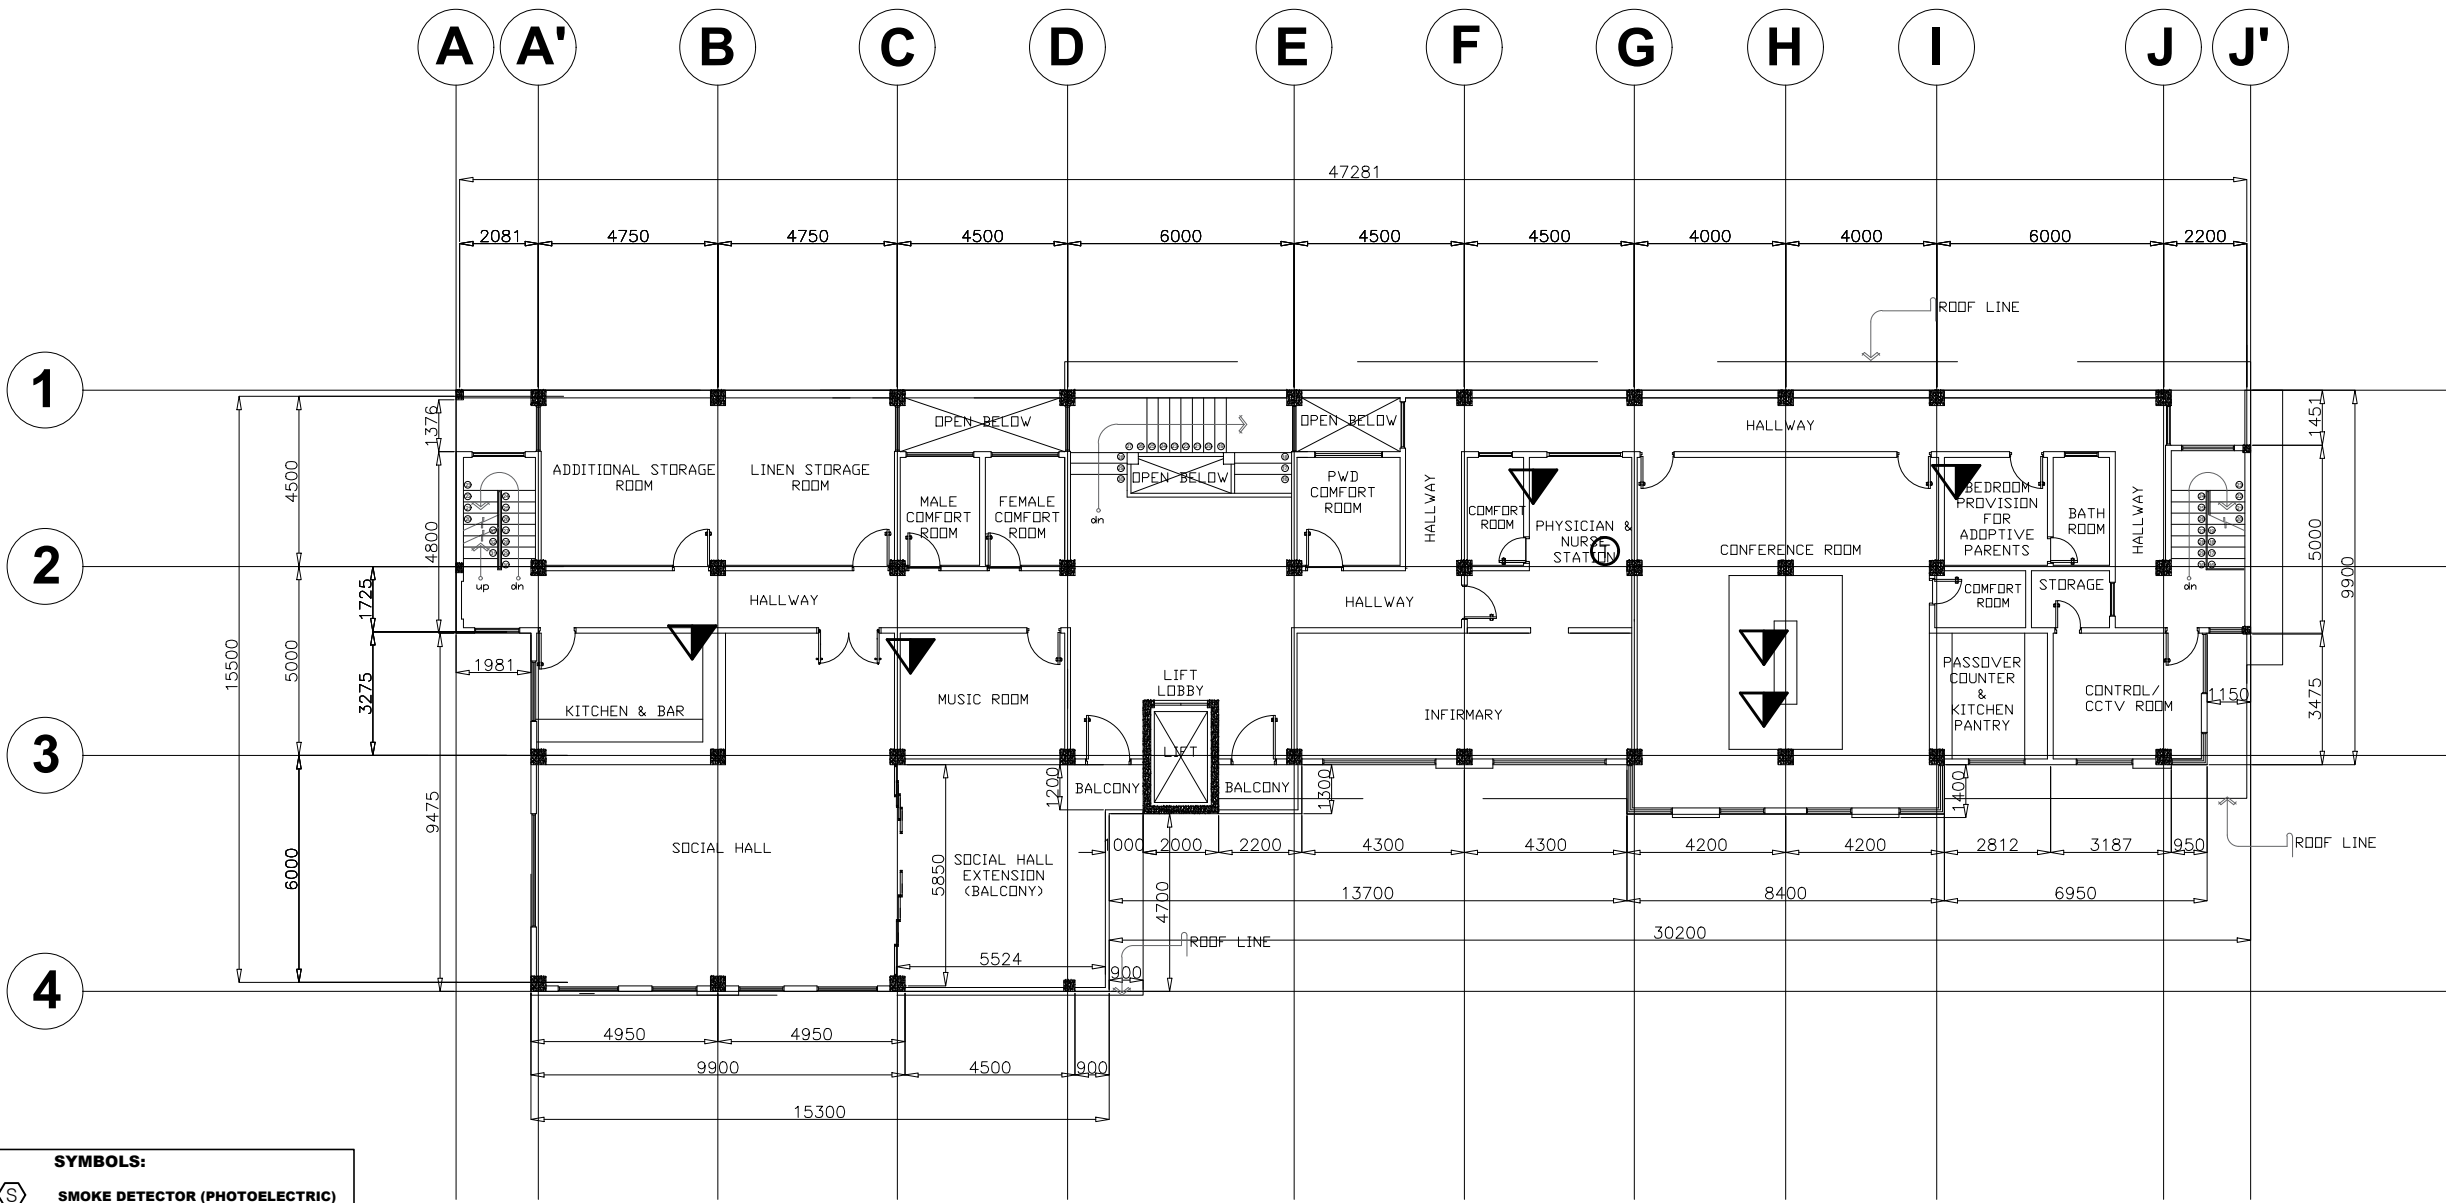 A A' B C D E F G H I J J'
47281
2081 4750 4750 4500 6000 4500 4500 4000 4000 6000 2200
ROOF LINE
1
1376
4500
4800
1451
5000
9900
OPEN BELOW
OPEN BELOW
OPEN BELOW
HALLWAY
ADDITIONAL STORAGE
ROOM
LINEN STORAGE
ROOM
MALE
COMFORT
ROOM
FEMALE
COMFORT
ROOM
dn
PWD
COMFORT
ROOM
HALLWAY
COMFORT
ROOM
PHYSICIAN &
NURSE
STATION
T
CONFERENCE ROOM
BEDROOM
PROVISION
FOR
ADOPTIVE
PARENTS
BATH
ROOM
HALLWAY
2
up dn
dn
1725
HALLWAY
HALLWAY
COMFORT
ROOM
STORAGE
15500
5000
3275
1981
KITCHEN & BAR
MUSIC ROOM
LIFT
LOBBY
LIFT
INFIRMARY
PASSOVER
COUNTER
&
KITCHEN
PANTRY
CONTROL/
CCTV ROOM
1150
3475
3
1200
BALCONY
BALCONY
1300
1400
6000
9475
SOCIAL HALL
5850
SOCIAL HALL
EXTENSION
(BALCONY)
1000 2000 2200 4300 4300 4200 4200 2812 3187 950
ROOF LINE
4700
13700 8400 6950
ROOF LINE
30200
5524
900
4
4950 4950
9900 4500 900
15300
SYMBOLS:
S SMOKE DETECTOR (PHOTOELECTRIC)